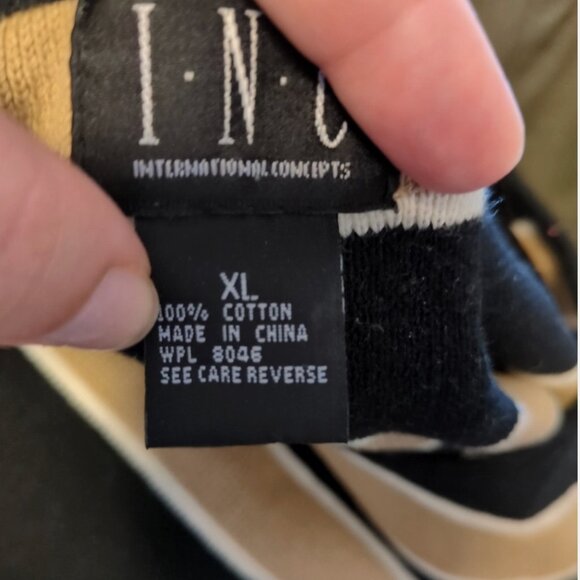 I·N·C
INTERNATIONAL CONCEPTS
XL
100% COTTON
MADE IN CHINA
WPL 8046
SEE CARE REVERSE